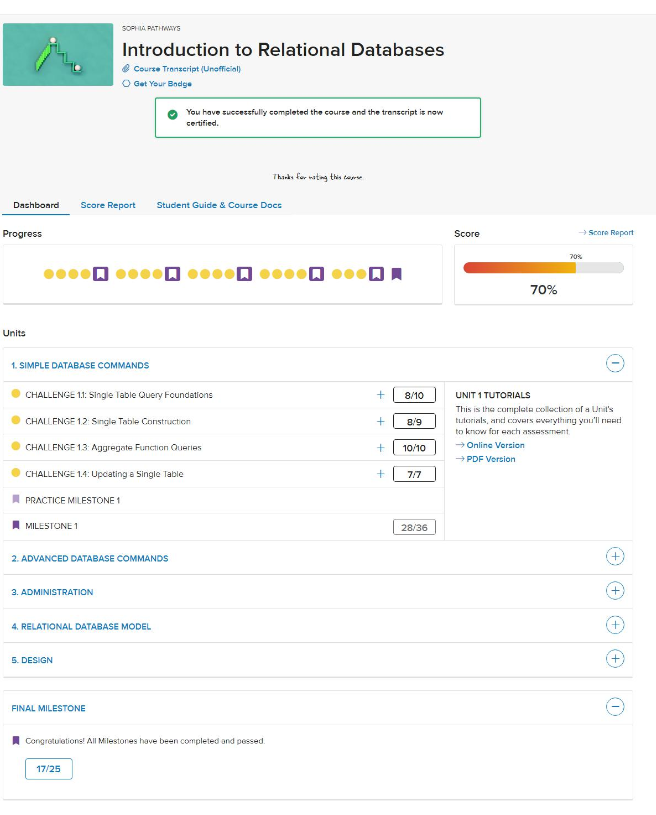 SOPHIA PATHWAYS
Introduction to Relational Databases
Course Transcript (Unofficial)
Get Your Badge
You have successfully completed the course and the transcript is now
certified.
Thanks for rating this course
Dashboard Score Report Student Guide & Course Docs
Progress
Score → Score Report
70%
70%
Units
1. SIMPLE DATABASE COMMANDS
CHALLENGE 1.1: Single Table Query Foundations + 8/10
CHALLENGE 1.2: Single Table Construction + 8/9
CHALLENGE 1.3: Aggregate Function Queries + 10/10
CHALLENGE 1.4: Updating a Single Table + 7/7
PRACTICE MILESTONE 1
MILESTONE 1 28/36
UNIT 1 TUTORIALS
This is the complete collection of a Unit's
tutorials, and covers everything you'll need
to know for each assessment.
→ Online Version
→ PDF Version
2. ADVANCED DATABASE COMMANDS
3. ADMINISTRATION
4. RELATIONAL DATABASE MODEL
5. DESIGN
FINAL MILESTONE
Congratulations! All Milestones have been completed and passed.
17/25